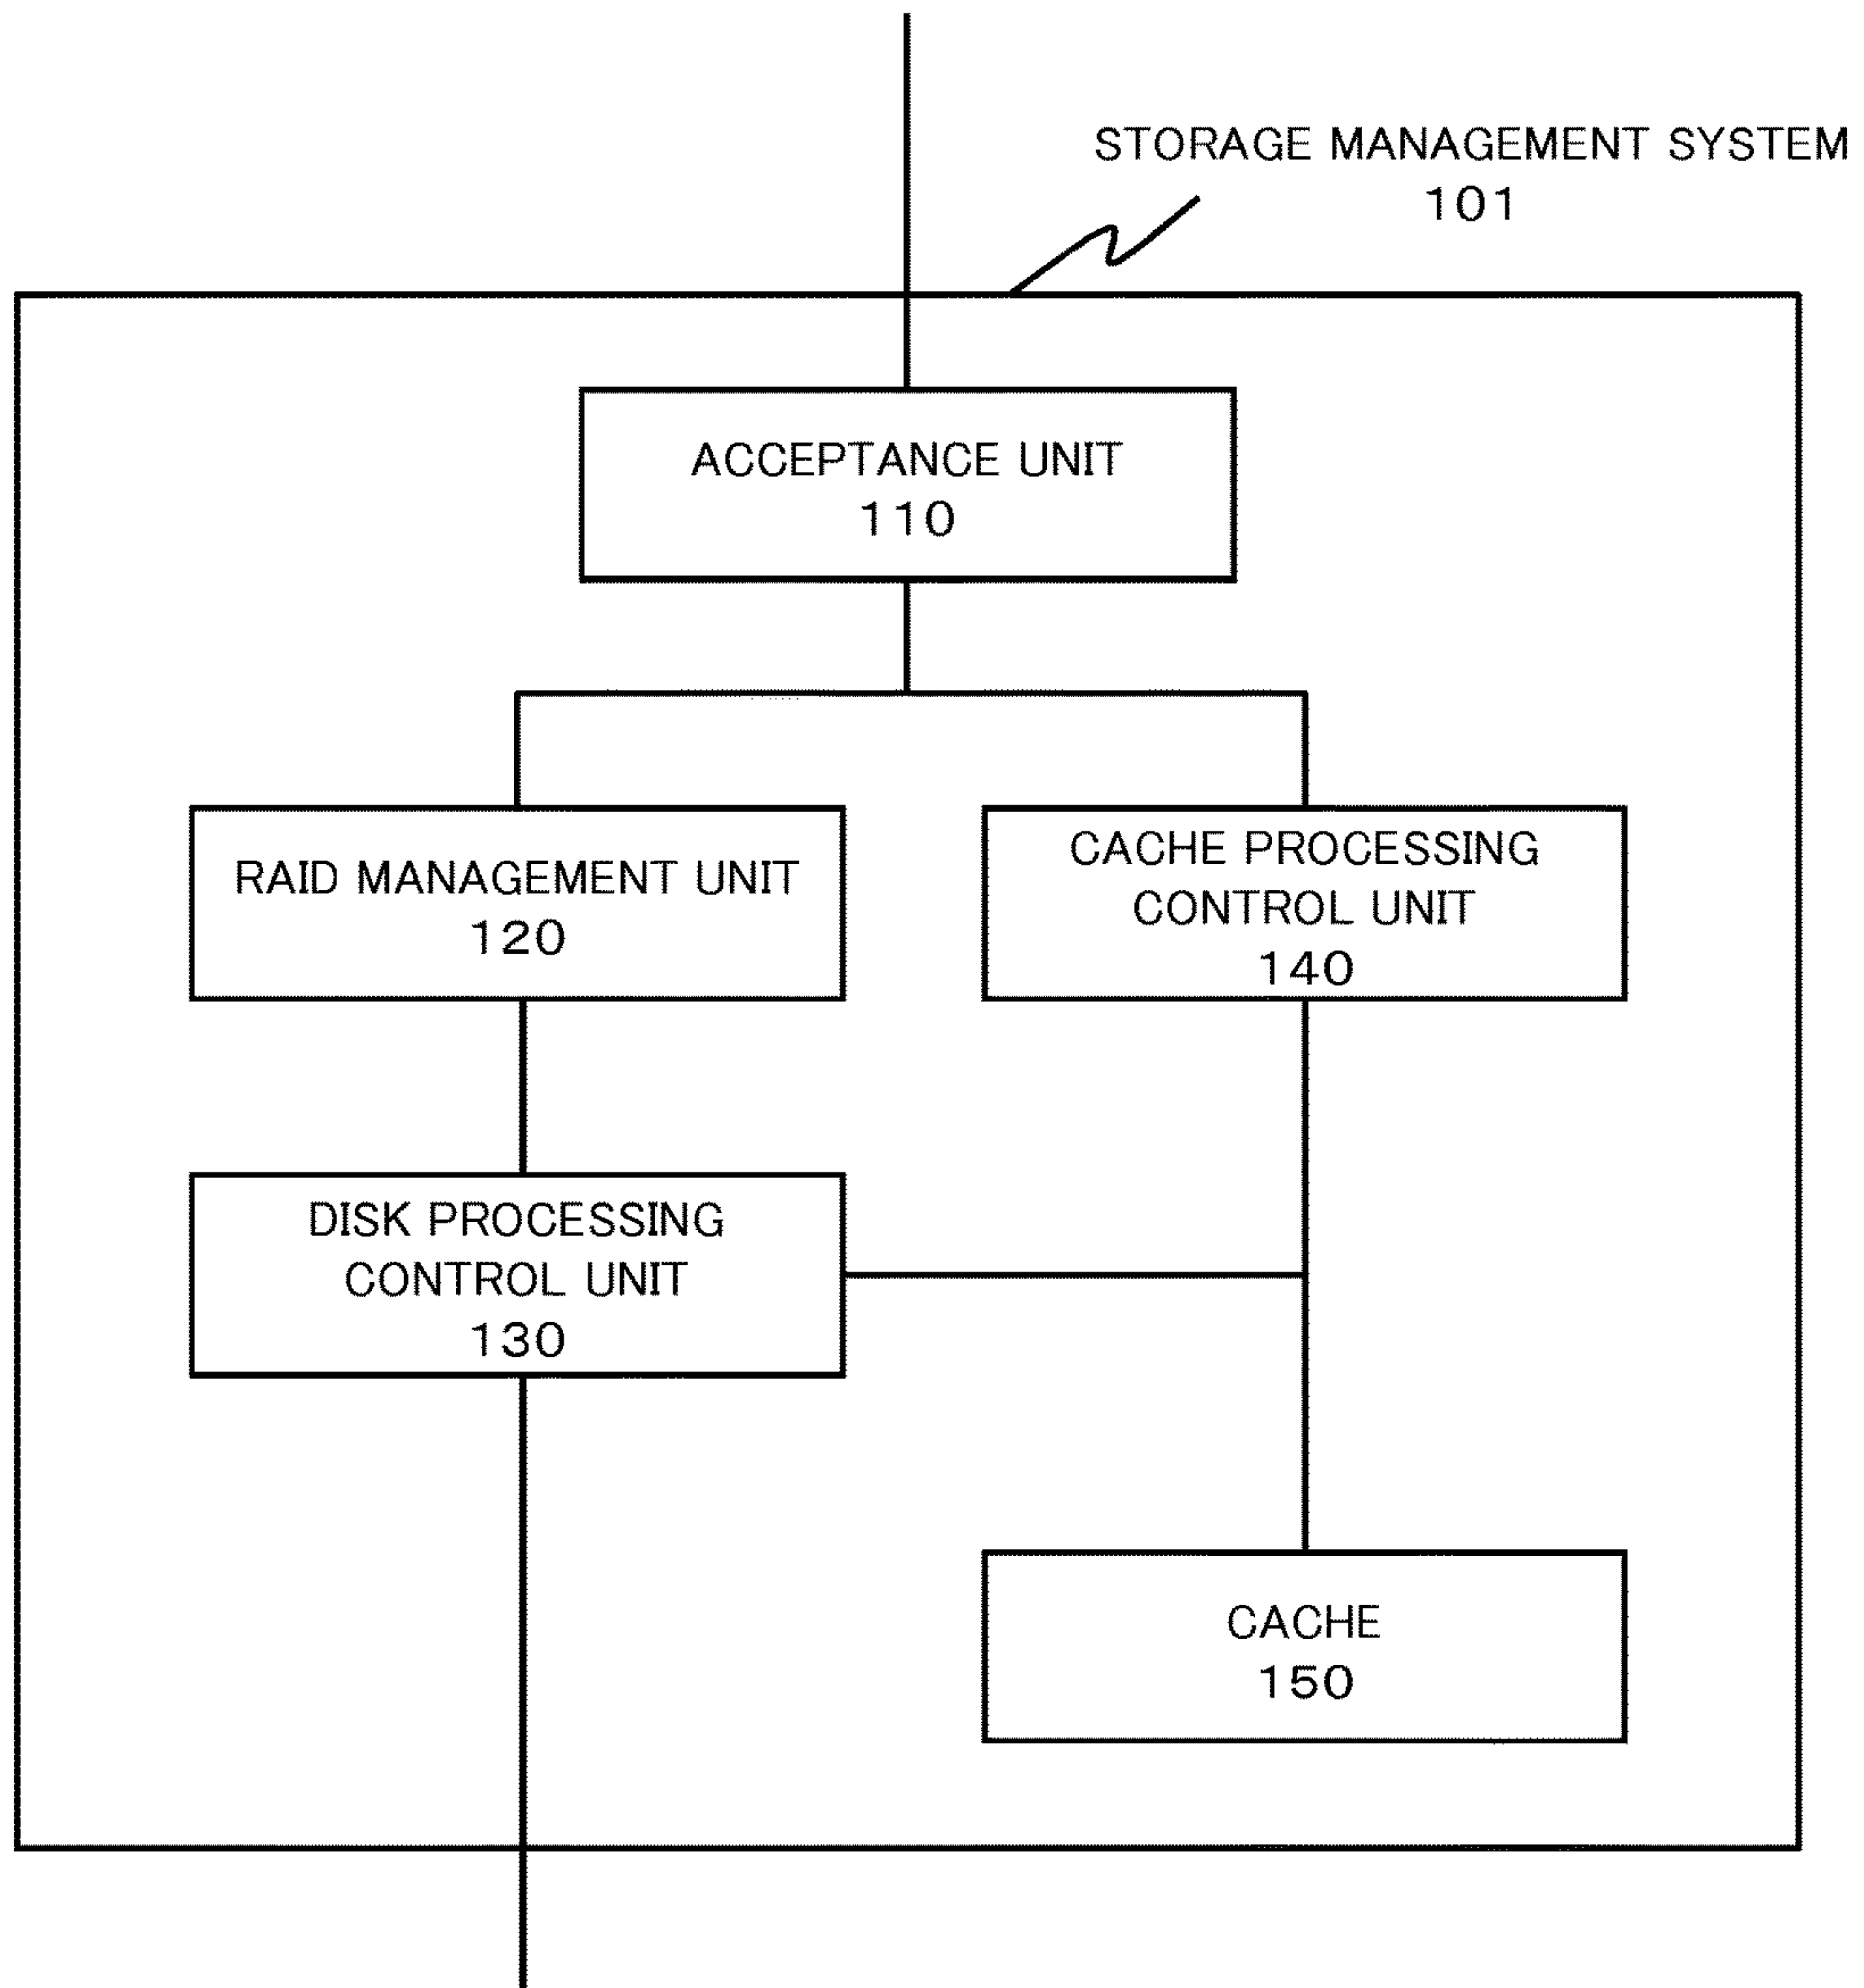 STORAGE MANAGEMENT SYSTEM
101
ACCEPTANCE UNIT
110
RAID MANAGEMENT UNIT
120
CACHE PROCESSING
CONTROL UNIT
140
DISK PROCESSING
CONTROL UNIT
130
CACHE
150